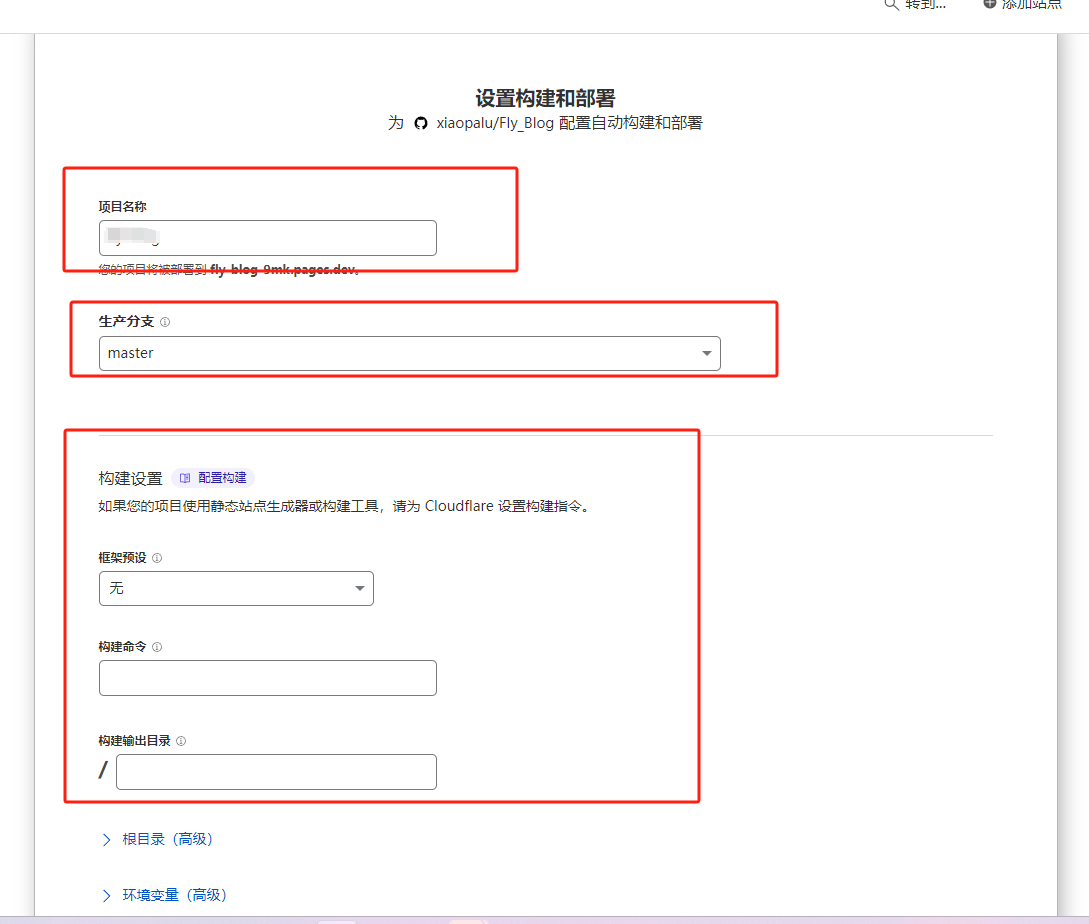 转到...
添加站点
设置构建和部署
为 xiaopalu/Fly_Blog 配置自动构建和部署
项目名称
您的项目将被部署到 fly-blog-9mk.pages.dev。
生产分支
master
构建设置 配置构建
如果您的项目使用静态站点生成器或构建工具，请为 Cloudflare 设置构建指令。
框架预设
无
构建命令
构建输出目录
/
根目录（高级）
环境变量（高级）